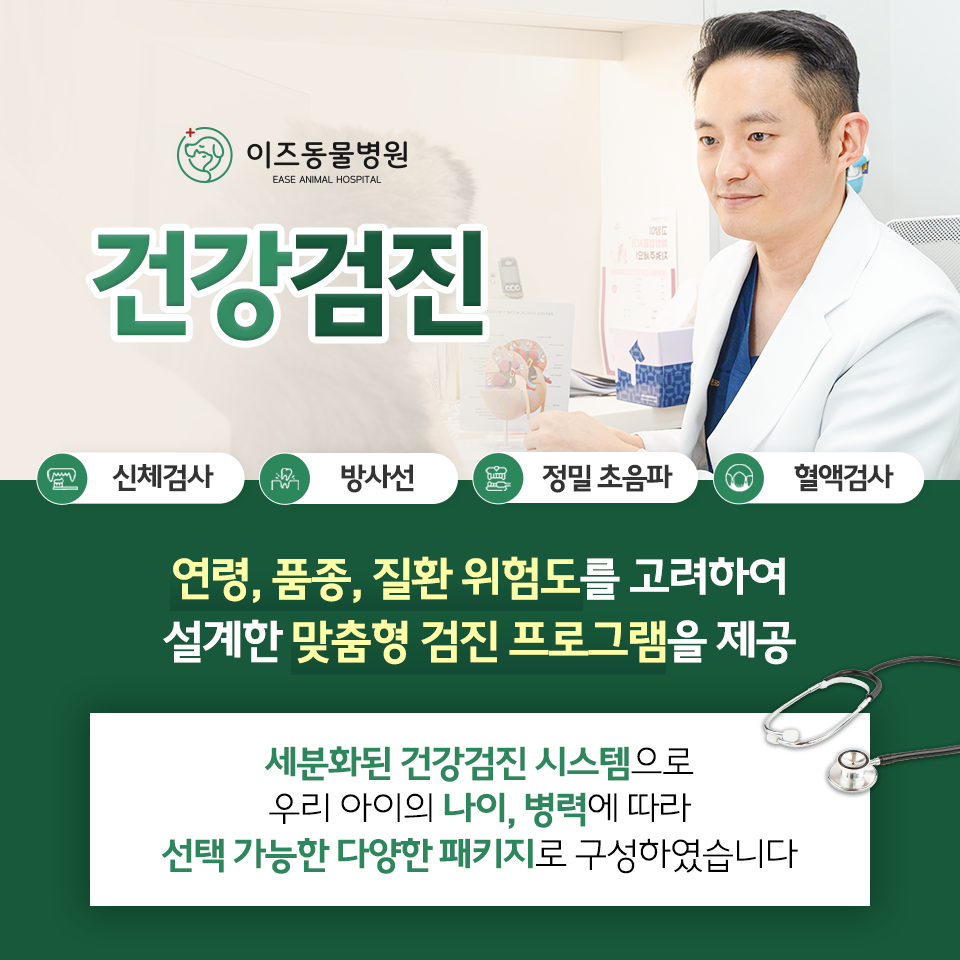 이즈동물병원
EASE ANIMAL HOSPITAL
건강검진
신체검사
방사선
정밀 초음파
혈액검사
연령, 품종, 질환 위험도를 고려하여
설계한 맞춤형 검진 프로그램을 제공
세분화된 건강검진 시스템으로
우리 아이의 나이, 병력에 따라
선택 가능한 다양한 패키지로 구성하였습니다